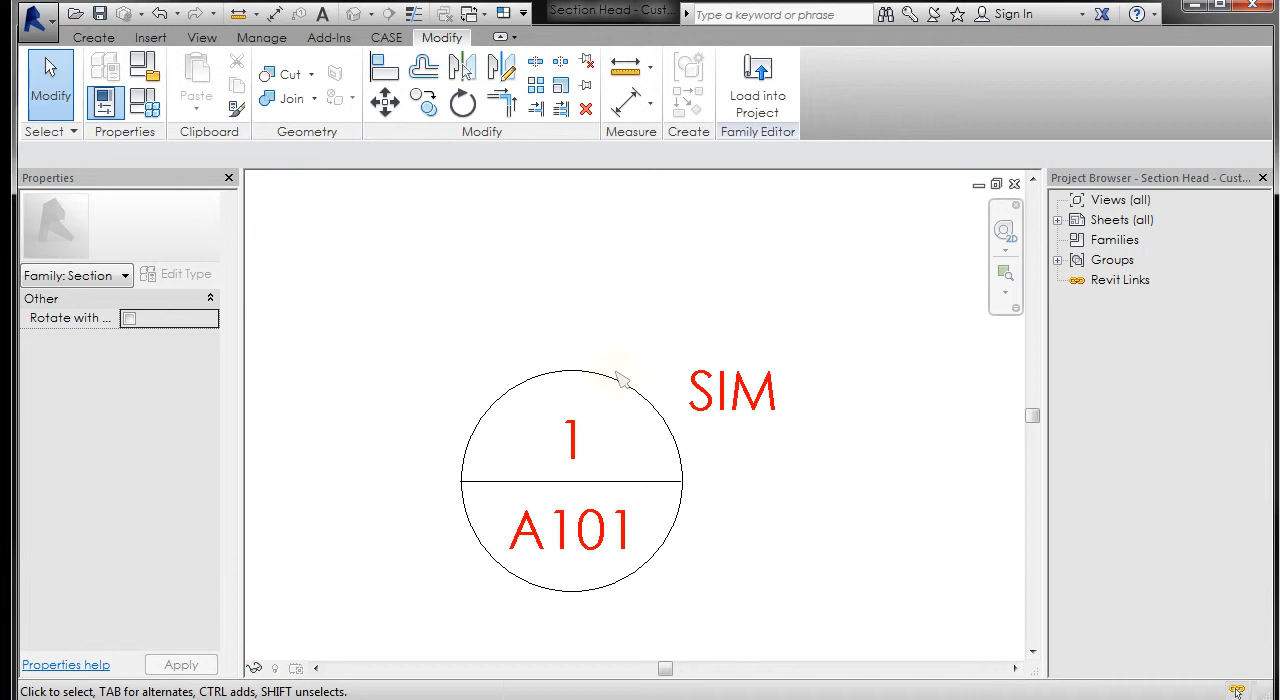 Section Head - Cust...
Type a keyword or phrase
Sign In
Create Insert View Manage Add-Ins CASE Modify
Modify
Paste
Cut
Join
Load into
Project
Select Properties Clipboard Geometry Modify Measure Create Family Editor
Properties
Family: Section
Edit Type
Other
Rotate with ...
Properties help
Apply
2D
SIM
1
A101
Project Browser - Section Head - Cust...
Views (all)
Sheets (all)
Families
Groups
Revit Links
Click to select, TAB for alternates, CTRL adds, SHIFT unselects.